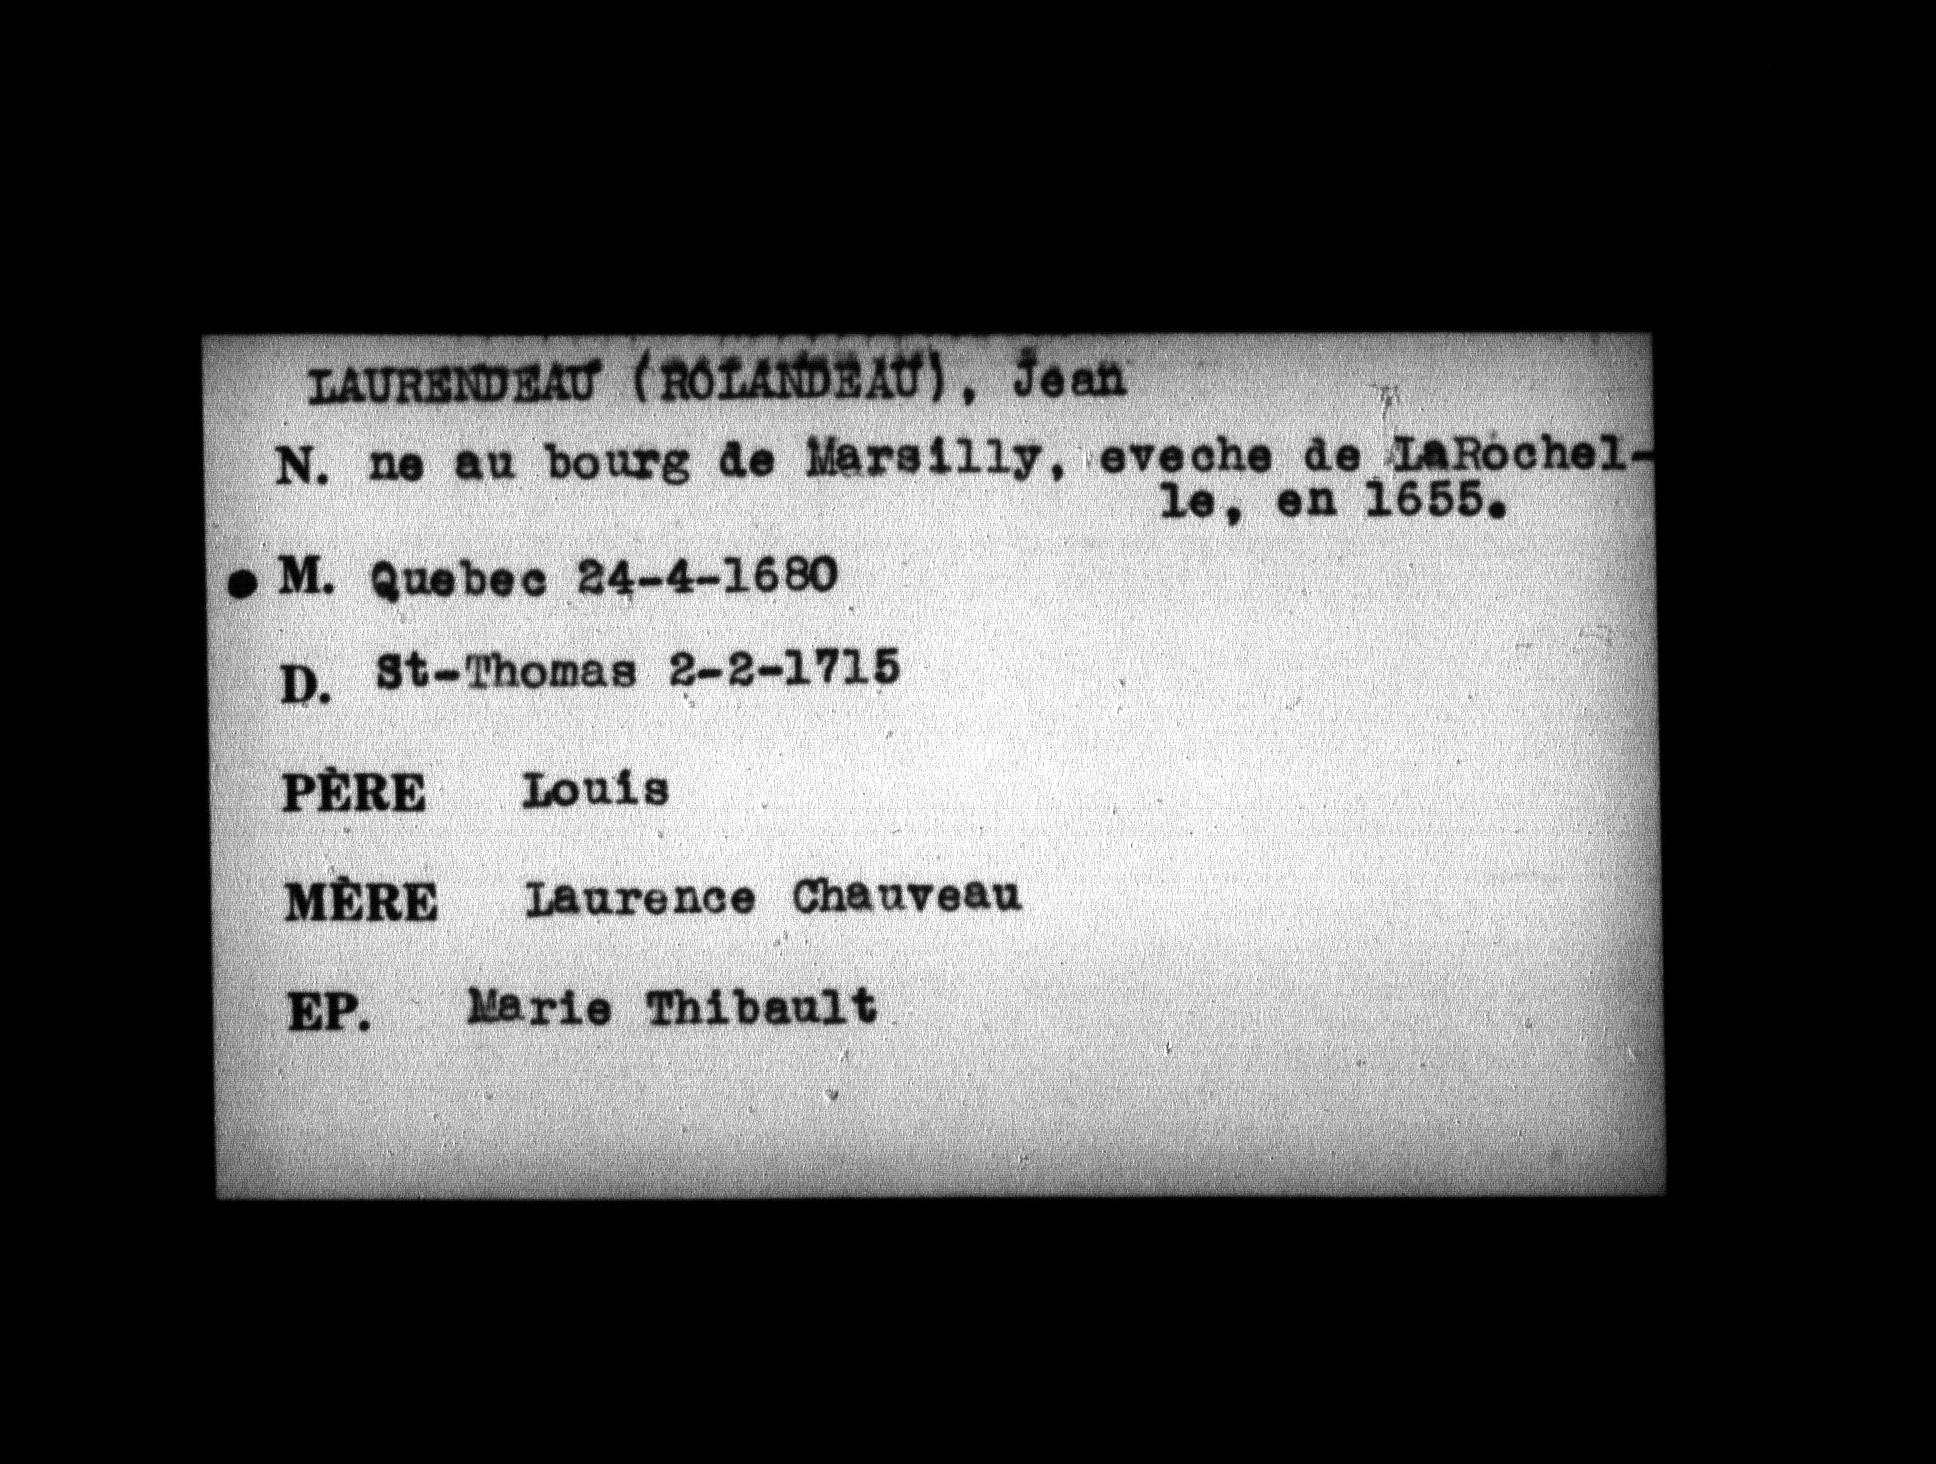 LAURENDEAU (ROLANDEAU), Jean
N. ne au bourg de Marsilly, eveche de LaRochel-
le, en 1655.
M. Quebec 24-4-1680
D. St-Thomas 2-2-1715
PÈRE Louis
MÈRE Laurence Chauveau
EP. Marie Thibault